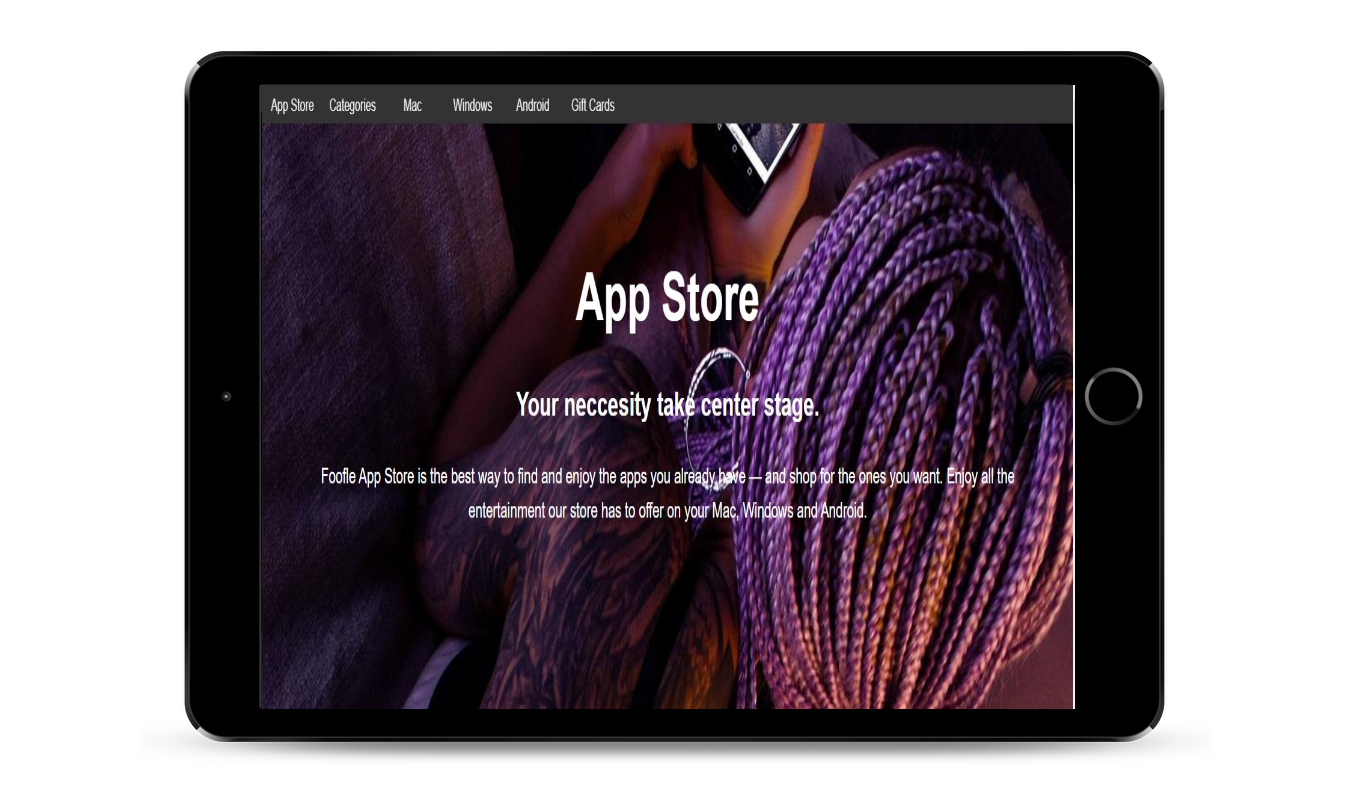 App Store Categories Mac Windows Android Gift Cards
App Store
Your neccesity take center stage.
Foofle App Store is the best way to find and enjoy the apps you already have — and shop for the ones you want. Enjoy all the
entertainment our store has to offer on your Mac, Windows and Android.